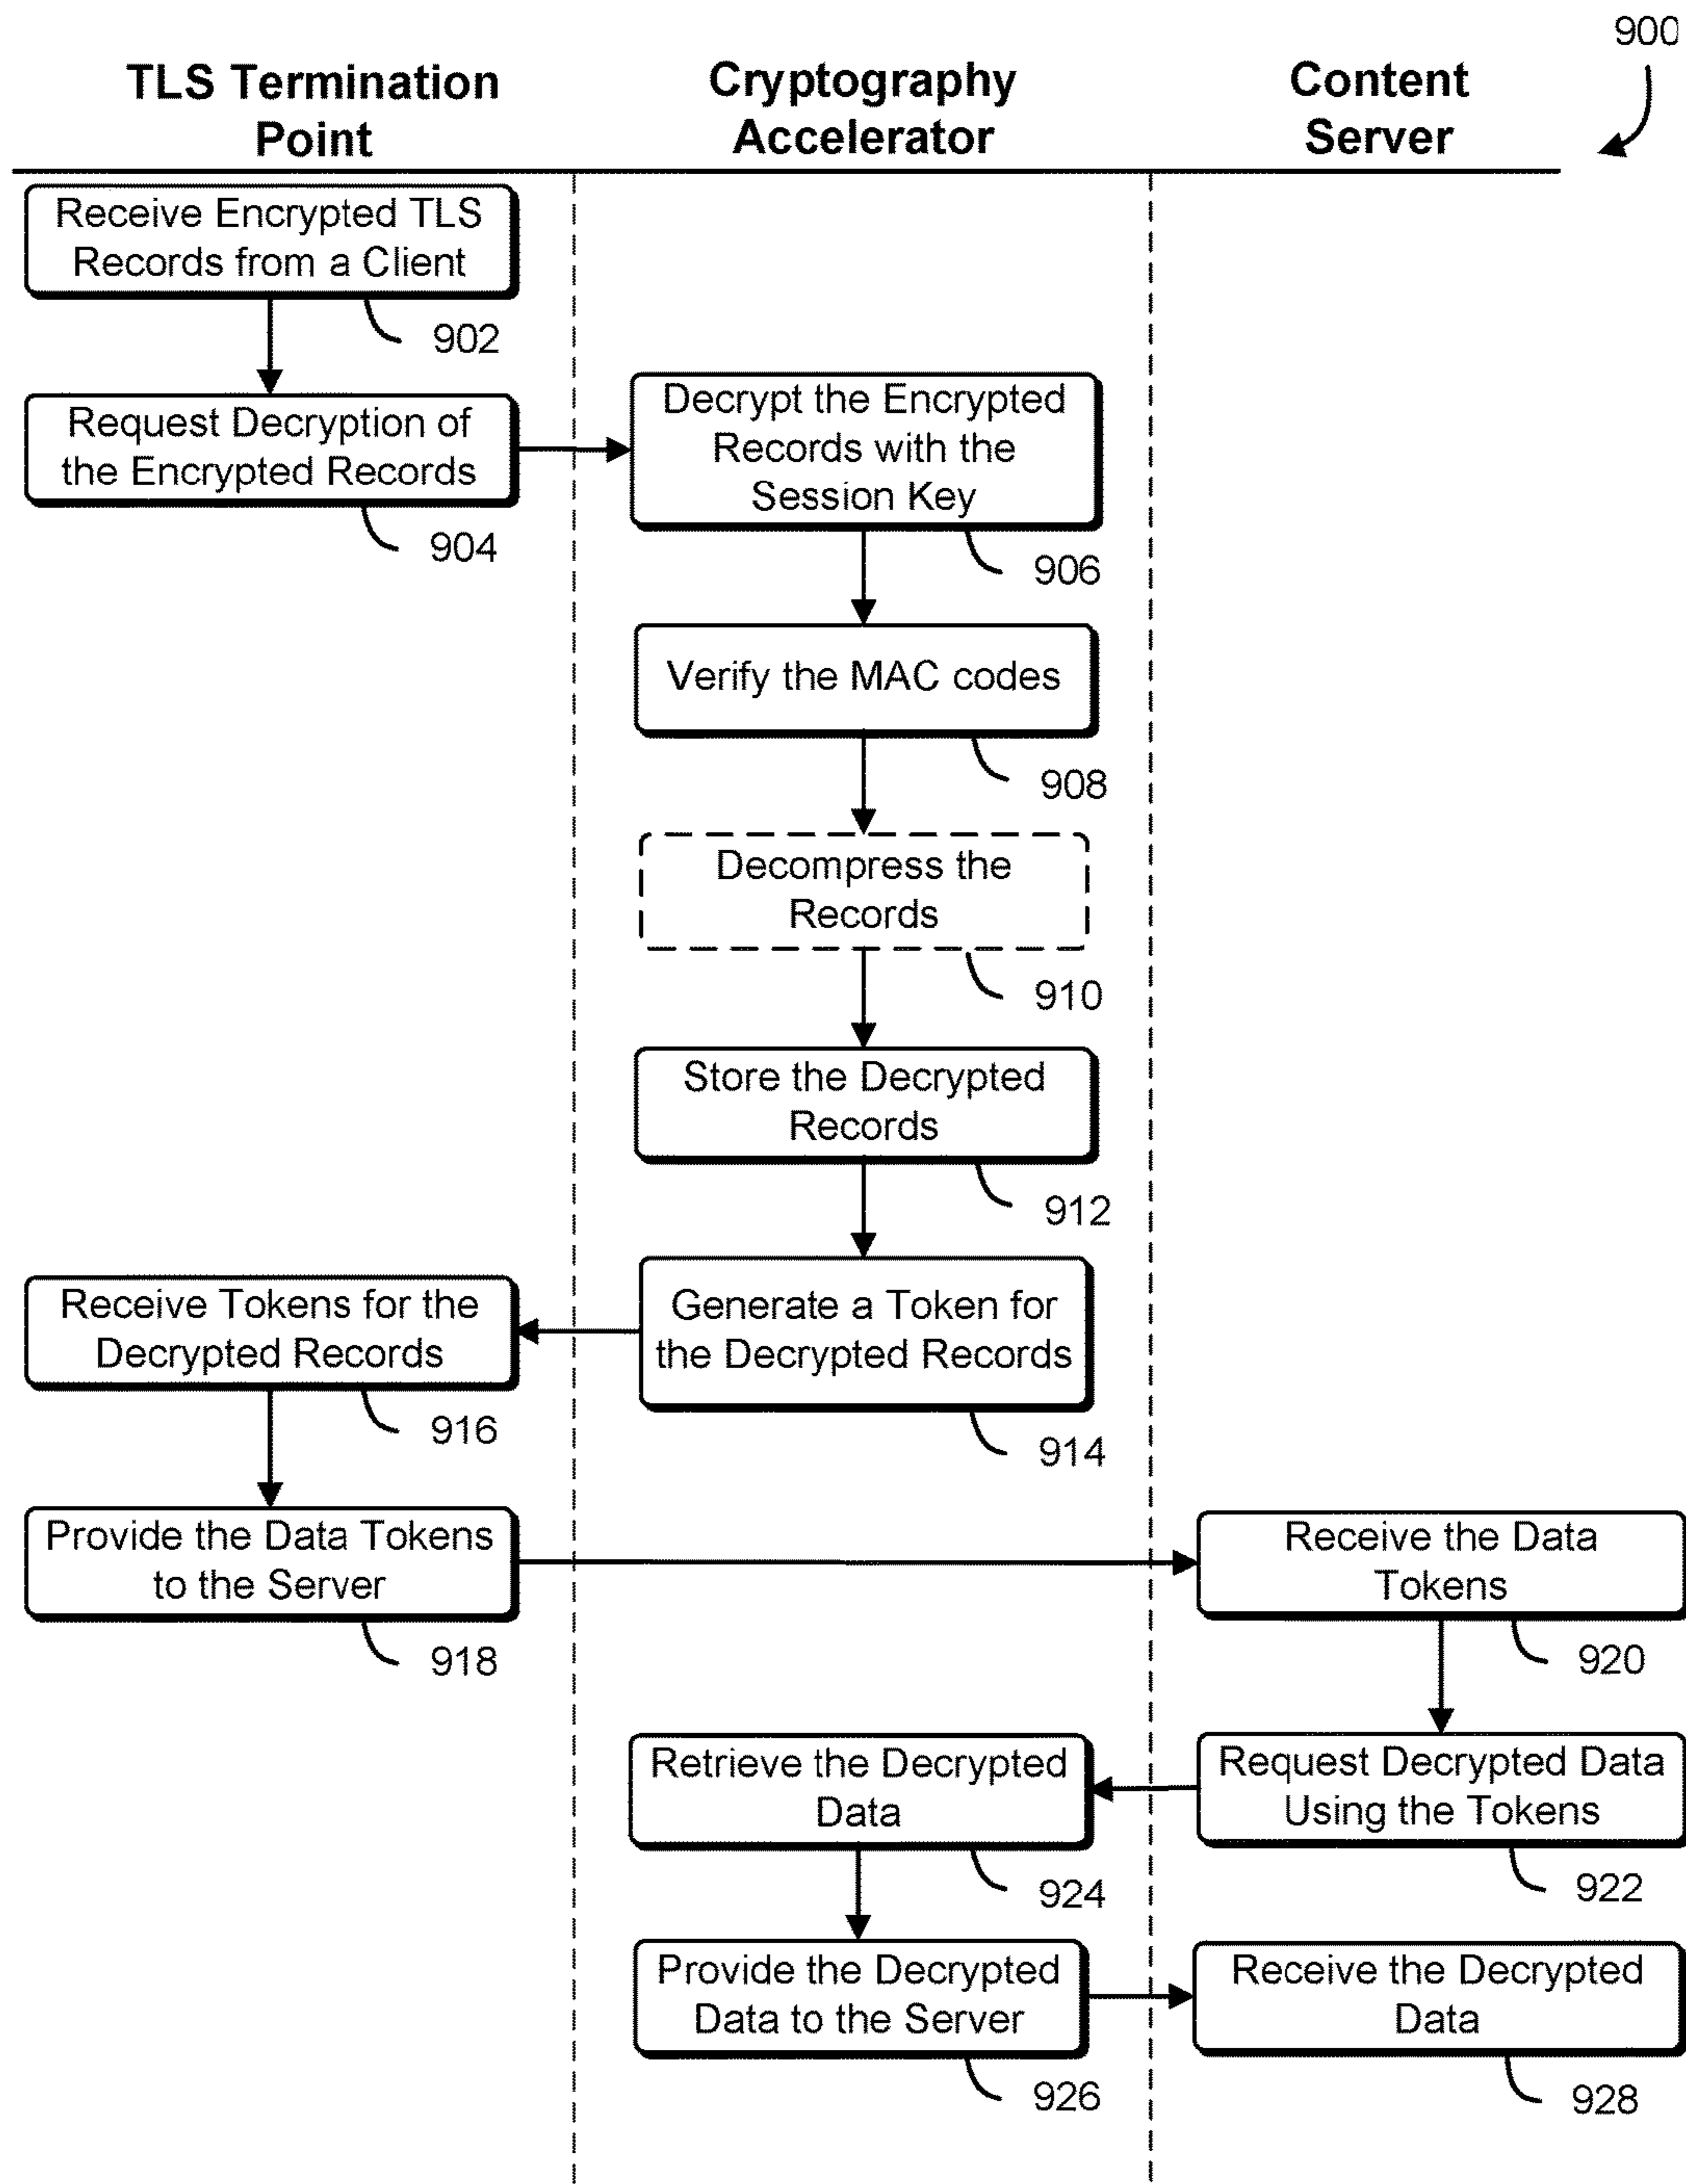 900
TLS Termination
Point
Cryptography
Accelerator
Content
Server
Receive Encrypted TLS
Records from a Client
902
Request Decryption of
the Encrypted Records
904
Decrypt the Encrypted
Records with the
Session Key
906
Verify the MAC codes
908
Decompress the
Records
910
Store the Decrypted
Records
912
Generate a Token for
the Decrypted Records
914
Receive Tokens for the
Decrypted Records
916
Provide the Data Tokens
to the Server
918
Receive the Data
Tokens
920
Request Decrypted Data
Using the Tokens
922
Retrieve the Decrypted
Data
924
Provide the Decrypted
Data to the Server
926
Receive the Decrypted
Data
928